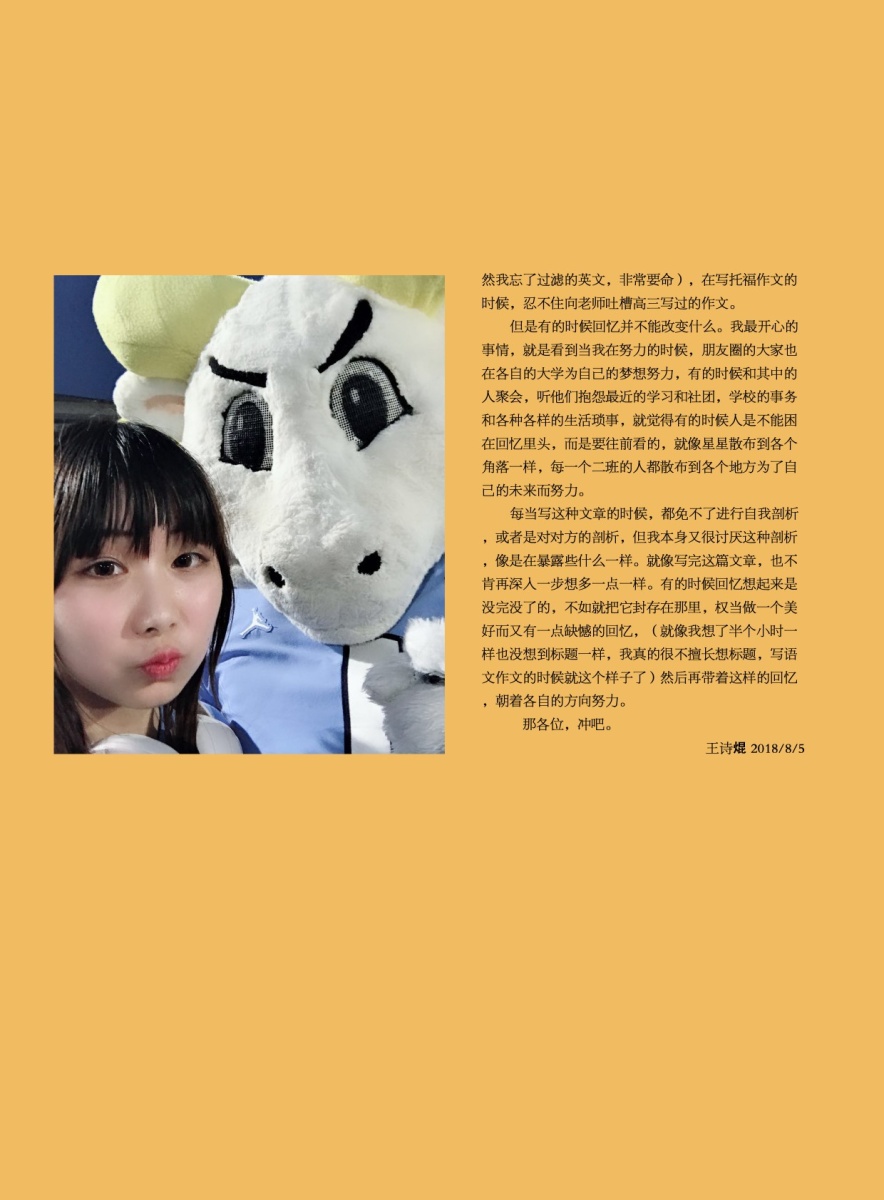 然我忘了过滤的英文，非常要命），在写托福作文的
时候，忍不住向老师吐槽高三写过的作文。
但是有的时候回忆并不能改变什么。我最开心的
事情，就是看到当我在努力的时候，朋友圈的大家也
在各自的大学为自己的梦想努力，有的时候和其中的
人聚会，听他们抱怨最近的学习和社团，学校的事务
和各种各样的生活琐事，就觉得有的时候人是不能困
在回忆里头，而是要往前看的，就像星星散布到各个
角落一样，每一个二班的人都散布到各个地方为了自
己的未来而努力。
每当写这种文章的时候，都免不了进行自我剖析
，或者是对对方的剖析，但我本身又很讨厌这种剖析
，像是在暴露些什么一样。就像写完这篇文章，也不
肯再深入一步想多一点一样。有的时候回忆想起来是
没完没了的，不如就把它封存在那里，权当做一个美
好而又有一点缺憾的回忆，（就像我想了半个小时一
样也没想到标题一样，我真的很不擅长想标题，写语
文作文的时候就这个样子了）然后再带着这样的回忆
，朝着各自的方向努力。
那各位，冲吧。
王诗焜 2018/8/5